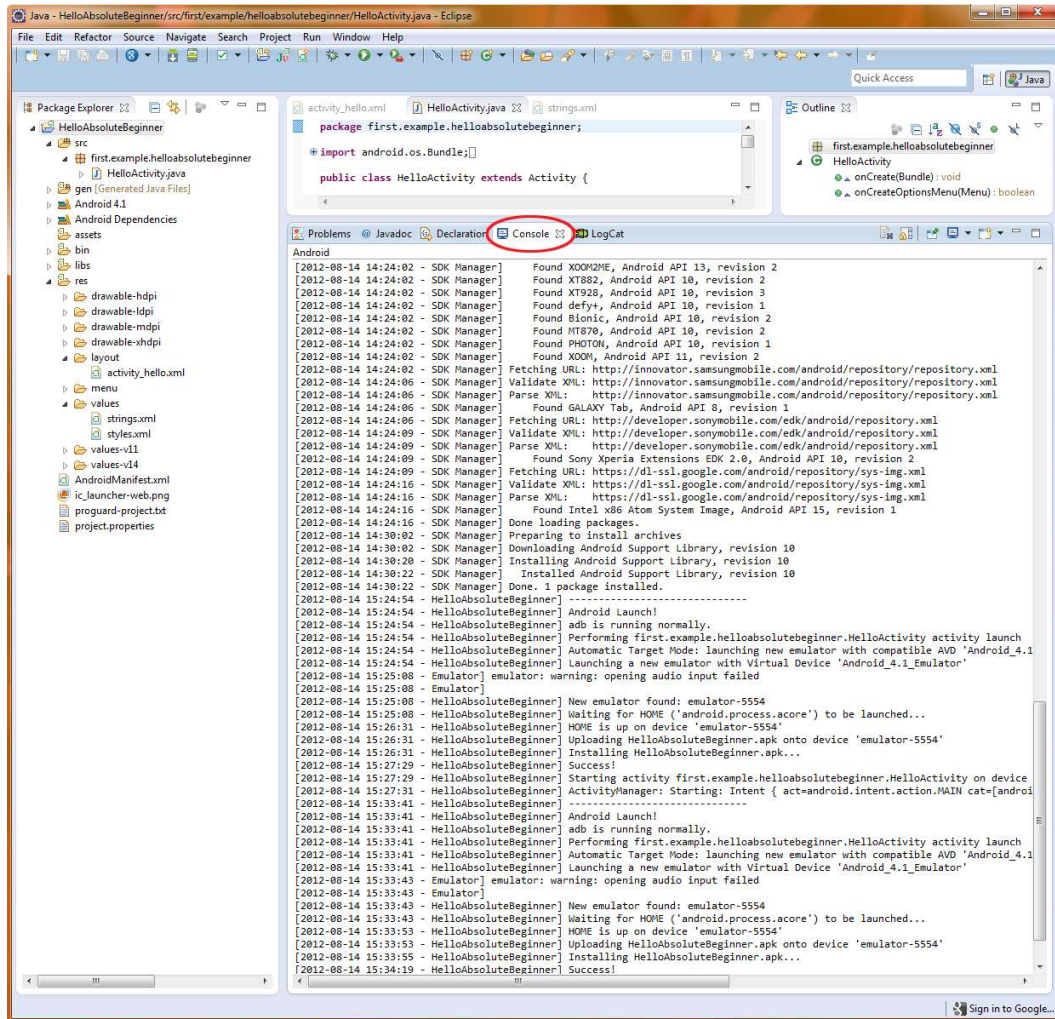 Java - HelloAbsoluteBeginner/src/first/example/helloabsolutebeginner/HelloActivity.java - Eclipse
File Edit Refactor Source Navigate Search Project Run Window Help
Quick Access
Java
Package Explorer
HelloAbsoluteBeginner
src
first.example.helloabsolutebeginner
HelloActivity.java
gen [Generated Java Files]
Android 4.1
Android Dependencies
assets
bin
libs
res
drawable-hdpi
drawable-ldpi
drawable-mdpi
drawable-xhdpi
layout
activity_hello.xml
menu
values
strings.xml
styles.xml
values-v11
values-v14
AndroidManifest.xml
ic_launcher-web.png
proguard-project.txt
project.properties
activity_hello.xml HelloActivity.java strings.xml
package first.example.helloabsolutebeginner;
import android.os.Bundle;
public class HelloActivity extends Activity {
Outline
first.example.helloabsolutebeginner
HelloActivity
onCreate(Bundle) : void
onCreateOptionsMenu(Menu) : boolean
Problems @ Javadoc Declaration Console LogCat
Android
[2012-08-14 14:24:02 - SDK Manager] Found XOOM2ME, Android API 13, revision 2
[2012-08-14 14:24:02 - SDK Manager] Found XT882, Android API 10, revision 2
[2012-08-14 14:24:02 - SDK Manager] Found XT928, Android API 10, revision 3
[2012-08-14 14:24:02 - SDK Manager] Found defy+, Android API 10, revision 1
[2012-08-14 14:24:02 - SDK Manager] Found Bionic, Android API 10, revision 2
[2012-08-14 14:24:02 - SDK Manager] Found MT870, Android API 10, revision 2
[2012-08-14 14:24:02 - SDK Manager] Found PHOTON, Android API 10, revision 1
[2012-08-14 14:24:02 - SDK Manager] Found XOOM, Android API 11, revision 2
[2012-08-14 14:24:02 - SDK Manager] Fetching URL: http://innovator.samsungmobile.com/android/repository/repository.xml
[2012-08-14 14:24:06 - SDK Manager] Validate XML: http://innovator.samsungmobile.com/android/repository/repository.xml
[2012-08-14 14:24:06 - SDK Manager] Parse XML: http://innovator.samsungmobile.com/android/repository/repository.xml
[2012-08-14 14:24:06 - SDK Manager] Found GALAXY Tab, Android API 8, revision 1
[2012-08-14 14:24:06 - SDK Manager] Fetching URL: http://developer.sonymobile.com/edk/android/repository.xml
[2012-08-14 14:24:09 - SDK Manager] Validate XML: http://developer.sonymobile.com/edk/android/repository.xml
[2012-08-14 14:24:09 - SDK Manager] Parse XML: http://developer.sonymobile.com/edk/android/repository.xml
[2012-08-14 14:24:09 - SDK Manager] Found Sony Xperia Extensions EDK 2.0, Android API 10, revision 2
[2012-08-14 14:24:09 - SDK Manager] Fetching URL: https://dl-ssl.google.com/android/repository/sys-img.xml
[2012-08-14 14:24:16 - SDK Manager] Validate XML: https://dl-ssl.google.com/android/repository/sys-img.xml
[2012-08-14 14:24:16 - SDK Manager] Parse XML: https://dl-ssl.google.com/android/repository/sys-img.xml
[2012-08-14 14:24:16 - SDK Manager] Found Intel x86 Atom System Image, Android API 15, revision 1
[2012-08-14 14:24:16 - SDK Manager] Done loading packages.
[2012-08-14 14:30:02 - SDK Manager] Preparing to install archives
[2012-08-14 14:30:02 - SDK Manager] Downloading Android Support Library, revision 10
[2012-08-14 14:30:20 - SDK Manager] Installing Android Support Library, revision 10
[2012-08-14 14:30:22 - SDK Manager] Installed Android Support Library, revision 10
[2012-08-14 14:30:22 - SDK Manager] Done. 1 package installed.
[2012-08-14 15:24:54 - HelloAbsoluteBeginner] ------------------------------
[2012-08-14 15:24:54 - HelloAbsoluteBeginner] Android Launch!
[2012-08-14 15:24:54 - HelloAbsoluteBeginner] adb is running normally.
[2012-08-14 15:24:54 - HelloAbsoluteBeginner] Performing first.example.helloabsolutebeginner.HelloActivity activity launch
[2012-08-14 15:24:54 - HelloAbsoluteBeginner] Automatic Target Mode: launching new emulator with compatible AVD 'Android_4.1
[2012-08-14 15:24:54 - HelloAbsoluteBeginner] Launching a new emulator with Virtual Device 'Android_4.1_Emulator'
[2012-08-14 15:25:08 - Emulator] emulator: warning: opening audio input failed
[2012-08-14 15:25:08 - Emulator]
[2012-08-14 15:25:08 - HelloAbsoluteBeginner] New emulator found: emulator-5554
[2012-08-14 15:25:08 - HelloAbsoluteBeginner] Waiting for HOME ('android.process.acore') to be launched...
[2012-08-14 15:26:31 - HelloAbsoluteBeginner] HOME is up on device 'emulator-5554'
[2012-08-14 15:26:31 - HelloAbsoluteBeginner] Uploading HelloAbsoluteBeginner.apk onto device 'emulator-5554'
[2012-08-14 15:26:31 - HelloAbsoluteBeginner] Installing HelloAbsoluteBeginner.apk...
[2012-08-14 15:27:29 - HelloAbsoluteBeginner] Success!
[2012-08-14 15:27:29 - HelloAbsoluteBeginner] Starting activity first.example.helloabsolutebeginner.HelloActivity on device
[2012-08-14 15:27:31 - HelloAbsoluteBeginner] ActivityManager: Starting: Intent { act=android.intent.action.MAIN cat=[androi
[2012-08-14 15:33:41 - HelloAbsoluteBeginner] ------------------------------
[2012-08-14 15:33:41 - HelloAbsoluteBeginner] Android Launch!
[2012-08-14 15:33:41 - HelloAbsoluteBeginner] adb is running normally.
[2012-08-14 15:33:41 - HelloAbsoluteBeginner] Performing first.example.helloabsolutebeginner.HelloActivity activity launch
[2012-08-14 15:33:41 - HelloAbsoluteBeginner] Automatic Target Mode: launching new emulator with compatible AVD 'Android_4.1
[2012-08-14 15:33:41 - HelloAbsoluteBeginner] Launching a new emulator with Virtual Device 'Android_4.1_Emulator'
[2012-08-14 15:33:43 - Emulator] emulator: warning: opening audio input failed
[2012-08-14 15:33:43 - Emulator]
[2012-08-14 15:33:43 - HelloAbsoluteBeginner] New emulator found: emulator-5554
[2012-08-14 15:33:43 - HelloAbsoluteBeginner] Waiting for HOME ('android.process.acore') to be launched...
[2012-08-14 15:33:53 - HelloAbsoluteBeginner] HOME is up on device 'emulator-5554'
[2012-08-14 15:33:53 - HelloAbsoluteBeginner] Uploading HelloAbsoluteBeginner.apk onto device 'emulator-5554'
[2012-08-14 15:33:55 - HelloAbsoluteBeginner] Installing HelloAbsoluteBeginner.apk...
[2012-08-14 15:34:19 - HelloAbsoluteBeginner] Success!
Sign in to Google...